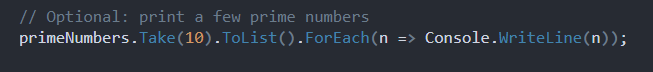 // Optional: print a few prime numbers
primeNumbers.Take(10).ToList().ForEach(n => Console.WriteLine(n));